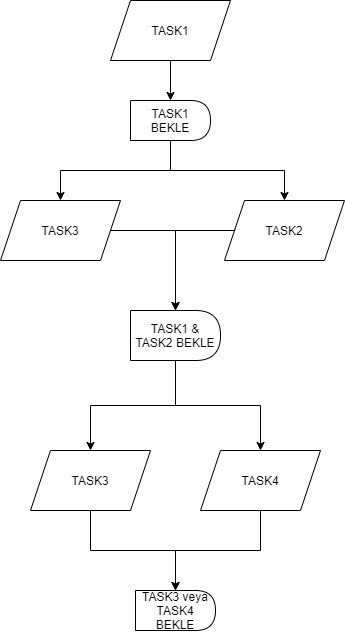 TASK1
TASK1
BEKLE
TASK3
TASK2
TASK1 &
TASK2 BEKLE
TASK3
TASK4
TASK3 veya
TASK4
BEKLE